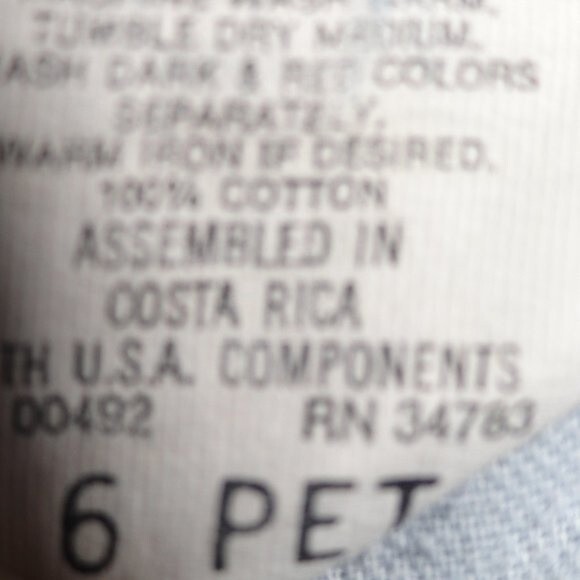 TUMBLE DRY MEDIUM.
ASH DARK & RED COLORS
SEPARATELY.
WARM IRON IF DESIRED.
100% COTTON
ASSEMBLED IN
COSTA RICA
TH U.S.A. COMPONENTS
00492 RN 34783
6 PET